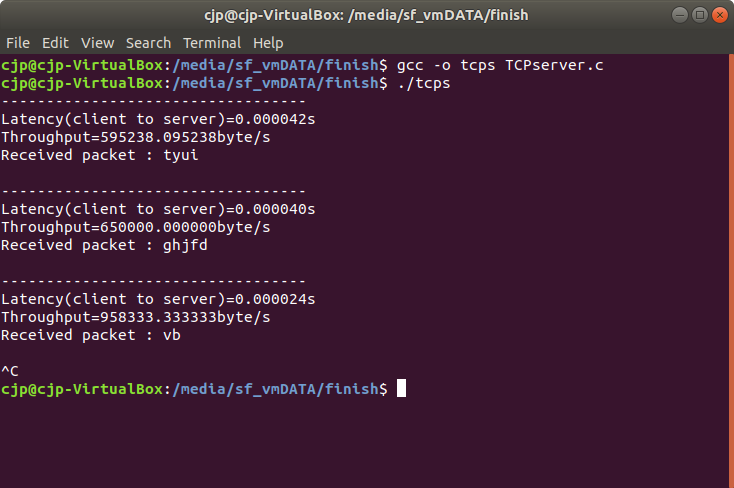 cjp@cjp-VirtualBox: /media/sf_vmDATA/finish
File Edit View Search Terminal Help
cjp@cjp-VirtualBox:/media/sf_vmDATA/finish$ gcc -o tcps TCPserver.c
cjp@cjp-VirtualBox:/media/sf_vmDATA/finish$ ./tcps
----------------------------------
Latency(client to server)=0.000042s
Throughput=595238.095238byte/s
Received packet : tyui
----------------------------------
Latency(client to server)=0.000040s
Throughput=650000.000000byte/s
Received packet : ghjfd
----------------------------------
Latency(client to server)=0.000024s
Throughput=958333.333333byte/s
Received packet : vb
^C
cjp@cjp-VirtualBox:/media/sf_vmDATA/finish$